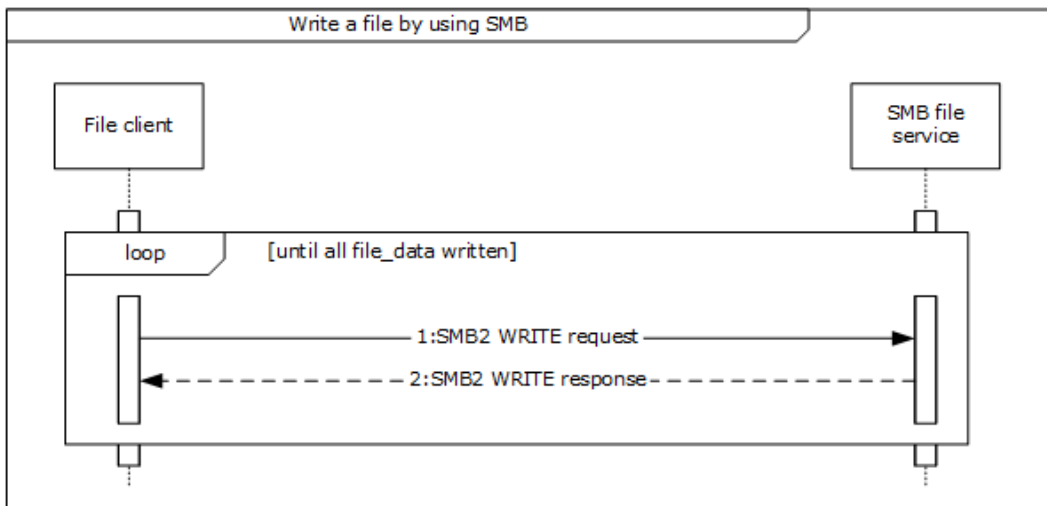 Write a file by using SMB
File client
SMB file
service
loop
[until all file_data written]
1:SMB2 WRITE request
2:SMB2 WRITE response